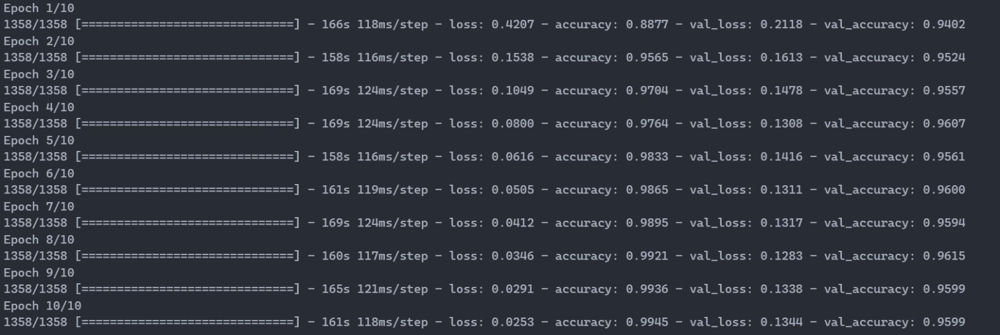 Epoch 1/10
1358/1358 [==============================] - 166s 118ms/step - loss: 0.4207 - accuracy: 0.8877 - val_loss: 0.2118 - val_accuracy: 0.9402
Epoch 2/10
1358/1358 [==============================] - 158s 116ms/step - loss: 0.1538 - accuracy: 0.9565 - val_loss: 0.1613 - val_accuracy: 0.9524
Epoch 3/10
1358/1358 [==============================] - 169s 124ms/step - loss: 0.1049 - accuracy: 0.9704 - val_loss: 0.1478 - val_accuracy: 0.9557
Epoch 4/10
1358/1358 [==============================] - 169s 124ms/step - loss: 0.0800 - accuracy: 0.9764 - val_loss: 0.1308 - val_accuracy: 0.9607
Epoch 5/10
1358/1358 [==============================] - 158s 116ms/step - loss: 0.0616 - accuracy: 0.9833 - val_loss: 0.1416 - val_accuracy: 0.9561
Epoch 6/10
1358/1358 [==============================] - 161s 119ms/step - loss: 0.0505 - accuracy: 0.9865 - val_loss: 0.1311 - val_accuracy: 0.9600
Epoch 7/10
1358/1358 [==============================] - 169s 124ms/step - loss: 0.0412 - accuracy: 0.9895 - val_loss: 0.1317 - val_accuracy: 0.9594
Epoch 8/10
1358/1358 [==============================] - 160s 117ms/step - loss: 0.0346 - accuracy: 0.9921 - val_loss: 0.1283 - val_accuracy: 0.9615
Epoch 9/10
1358/1358 [==============================] - 165s 121ms/step - loss: 0.0291 - accuracy: 0.9936 - val_loss: 0.1338 - val_accuracy: 0.9599
Epoch 10/10
1358/1358 [==============================] - 161s 118ms/step - loss: 0.0253 - accuracy: 0.9945 - val_loss: 0.1344 - val_accuracy: 0.9599